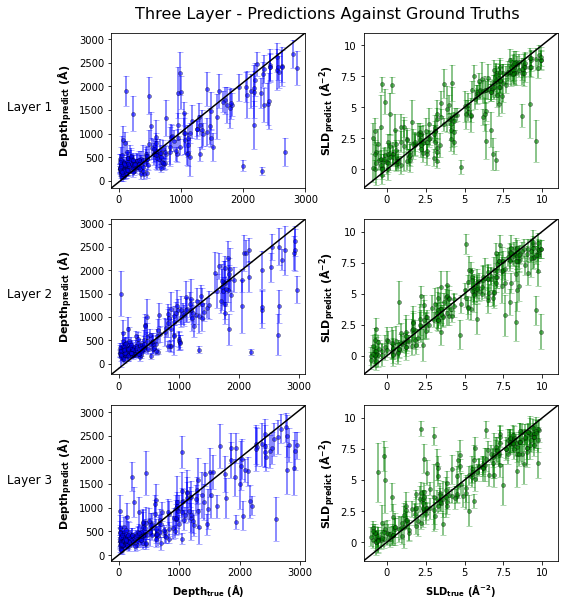 Three Layer - Predictions Against Ground Truths
Layer 1
Depth_predict (Å)
3000
2500
2000
1500
1000
500
0
0 1000 2000 3000
SLD_predict (Å⁻²)
10
7.5
5
2.5
0
0 2.5 5 7.5 10
Layer 2
Depth_predict (Å)
3000
2500
2000
1500
1000
500
0
0 1000 2000 3000
SLD_predict (Å⁻²)
10
7.5
5
2.5
0
0 2.5 5 7.5 10
Layer 3
Depth_predict (Å)
3000
2500
2000
1500
1000
500
0
0 1000 2000 3000
Depth_true (Å)
SLD_predict (Å⁻²)
10
7.5
5
2.5
0
0 2.5 5 7.5 10
SLD_true (Å⁻²)